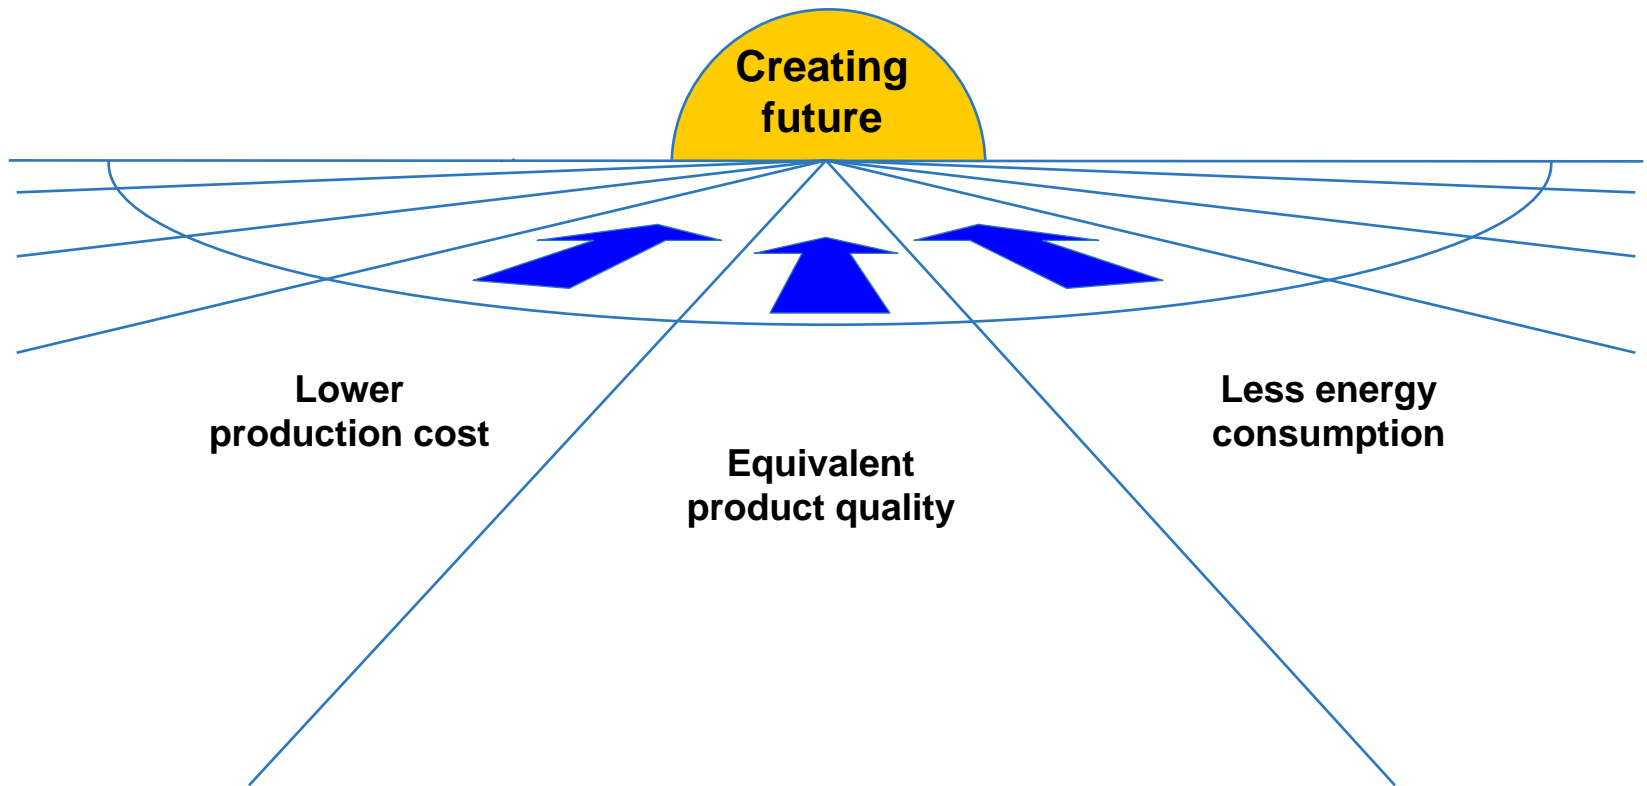 Creating
future
Lower
production cost
Less energy
consumption
Equivalent
product quality